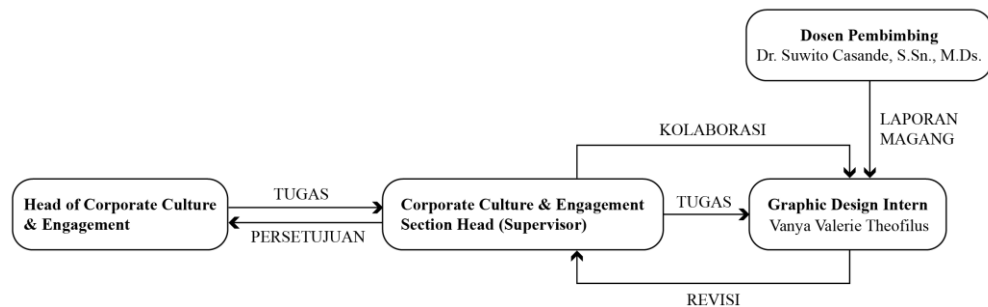 Dosen Pembimbing
Dr. Suwito Casande, S.Sn., M.Ds.
LAPORAN
MAGANG
KOLABORASI
Head of Corporate Culture
& Engagement
TUGAS
PERSETUJUAN
Corporate Culture & Engagement
Section Head (Supervisor)
TUGAS
Graphic Design Intern
Vanya Valerie Theofilus
REVISI